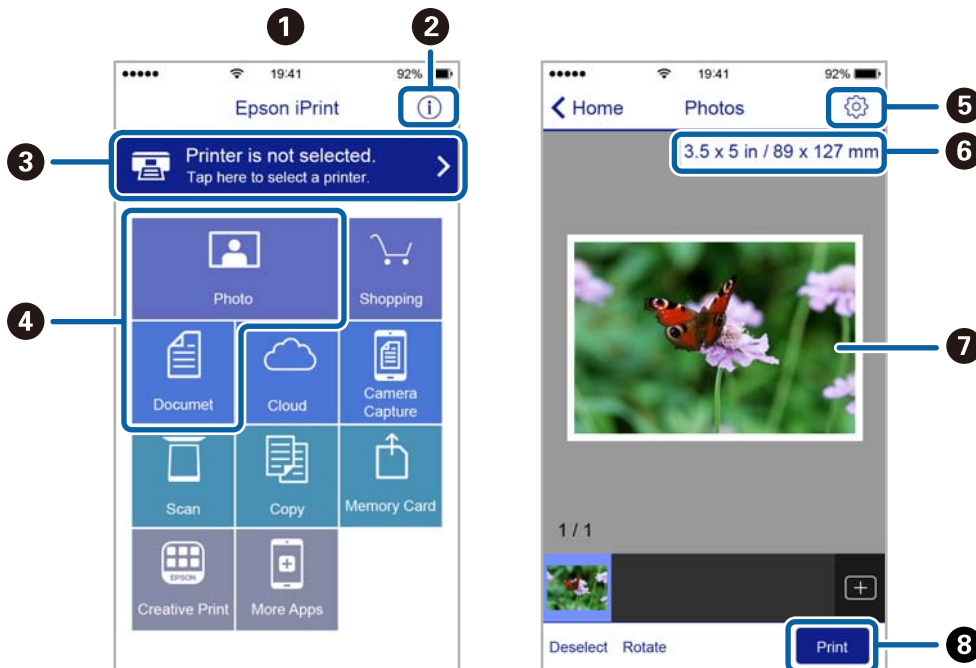 1
2
19:41
92%
Epson iPrint
3
Printer is not selected.
Tap here to select a printer.
4
Photo
Shopping
Documet
Cloud
Camera
Capture
Scan
Copy
Memory Card
EPSON
Creative Print
More Apps
19:41
92%
Home
Photos
5
3.5 x 5 in / 89 x 127 mm
6
7
1 / 1
Deselect
Rotate
Print
8